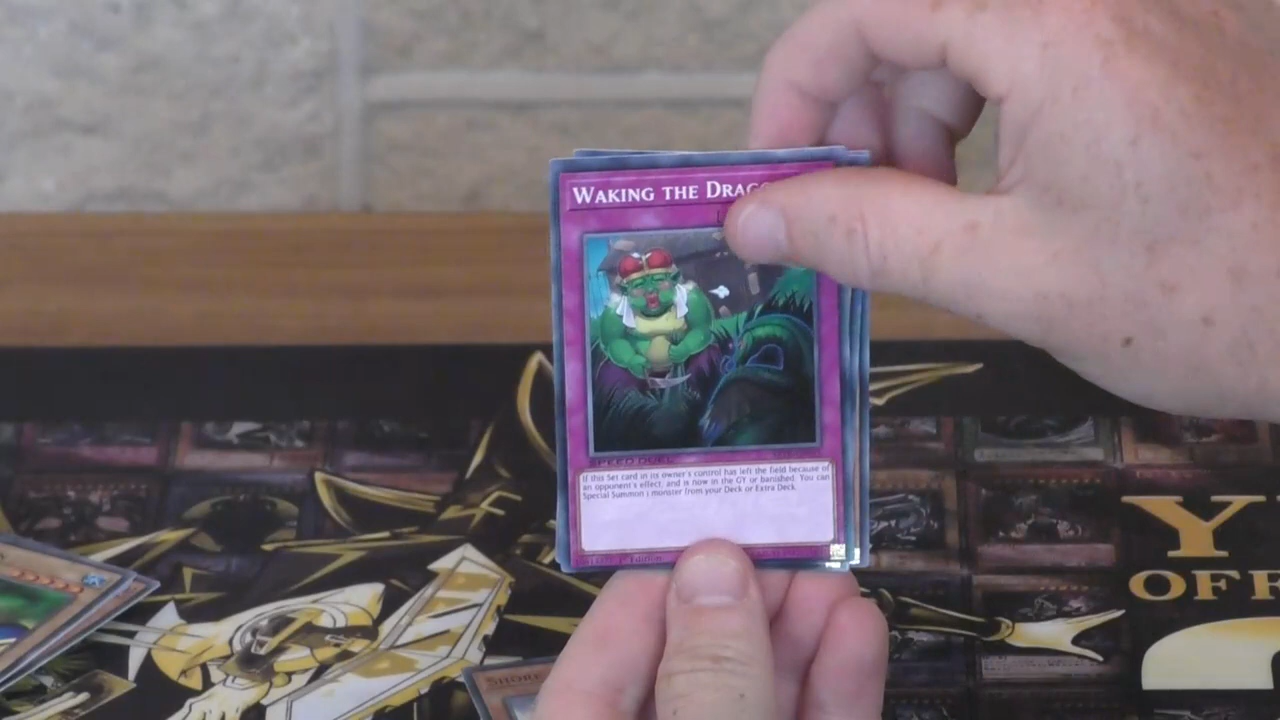 WAKING THE DRAGO
SPEED DUEL
If this Set card in its owner's control has left the field because of
an opponent's effect, and is now in the GY or banished: You can
Special Summon 1 monster from your Deck or Extra Deck.
Edition
SHORE
Y
OFF